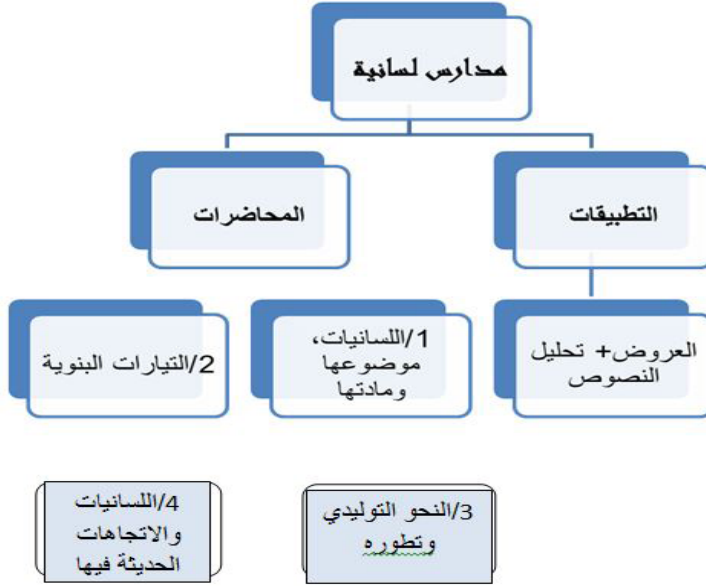 مدارس لسانية
التطبيقات
المحاضرات
العروض+ تحليل
النصوص
1/اللسانيات،
موضوعها
ومادتها
2/التيارات البنوية
3/النحو التوليدي
وتطوره
4/اللسانيات
والاتجاهات
الحديثة فيها